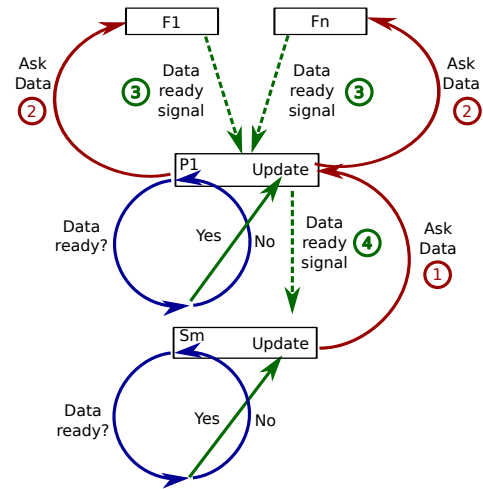 F1
Fn
Ask
Data
2
3
Data
ready
signal
Data
ready
signal
3
Ask
Data
2
P1
Update
Data
ready?
Yes
No
Data
ready
signal
4
Ask
Data
1
Sm
Update
Data
ready?
Yes
No